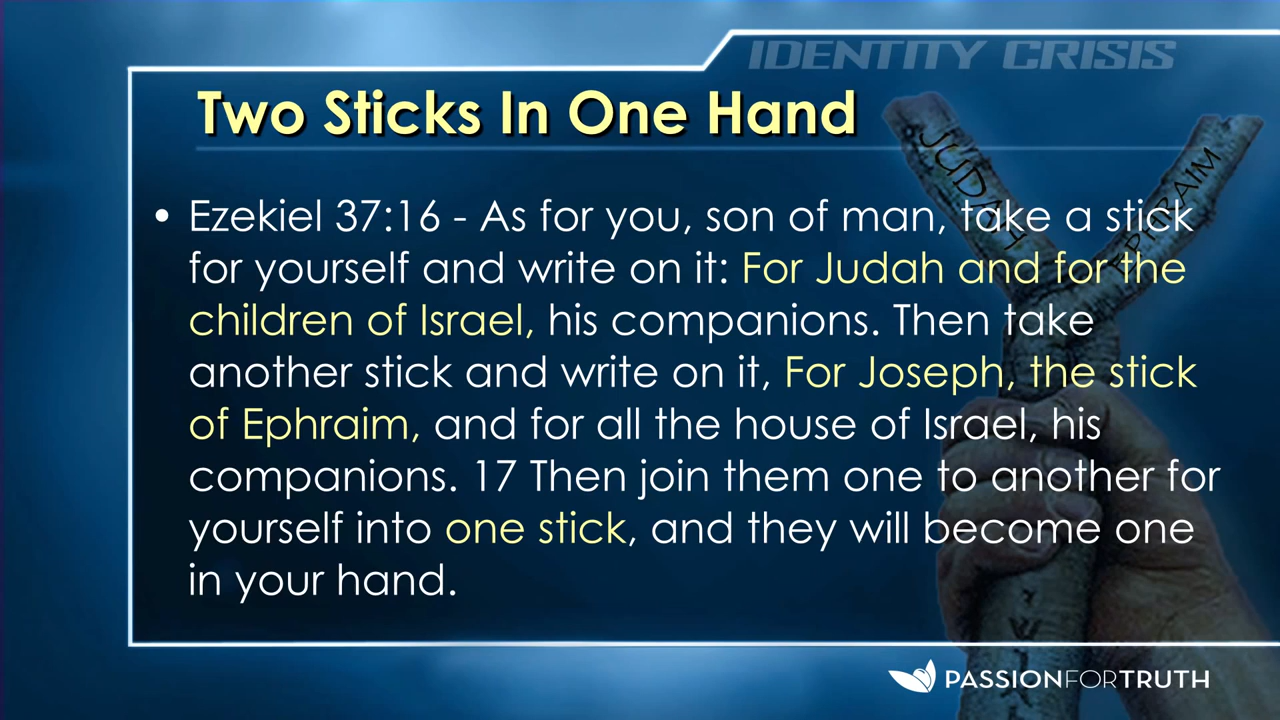 IDENTITY CRISIS
Two Sticks In One Hand
• Ezekiel 37:16 - As for you, son of man, take a stick
for yourself and write on it: For Judah and for the
children of Israel, his companions. Then take
another stick and write on it, For Joseph, the stick
of Ephraim, and for all the house of Israel, his
companions. 17 Then join them one to another for
yourself into one stick, and they will become one
in your hand.
JUDAH
EPHRAIM
PASSIONFORTRUTH